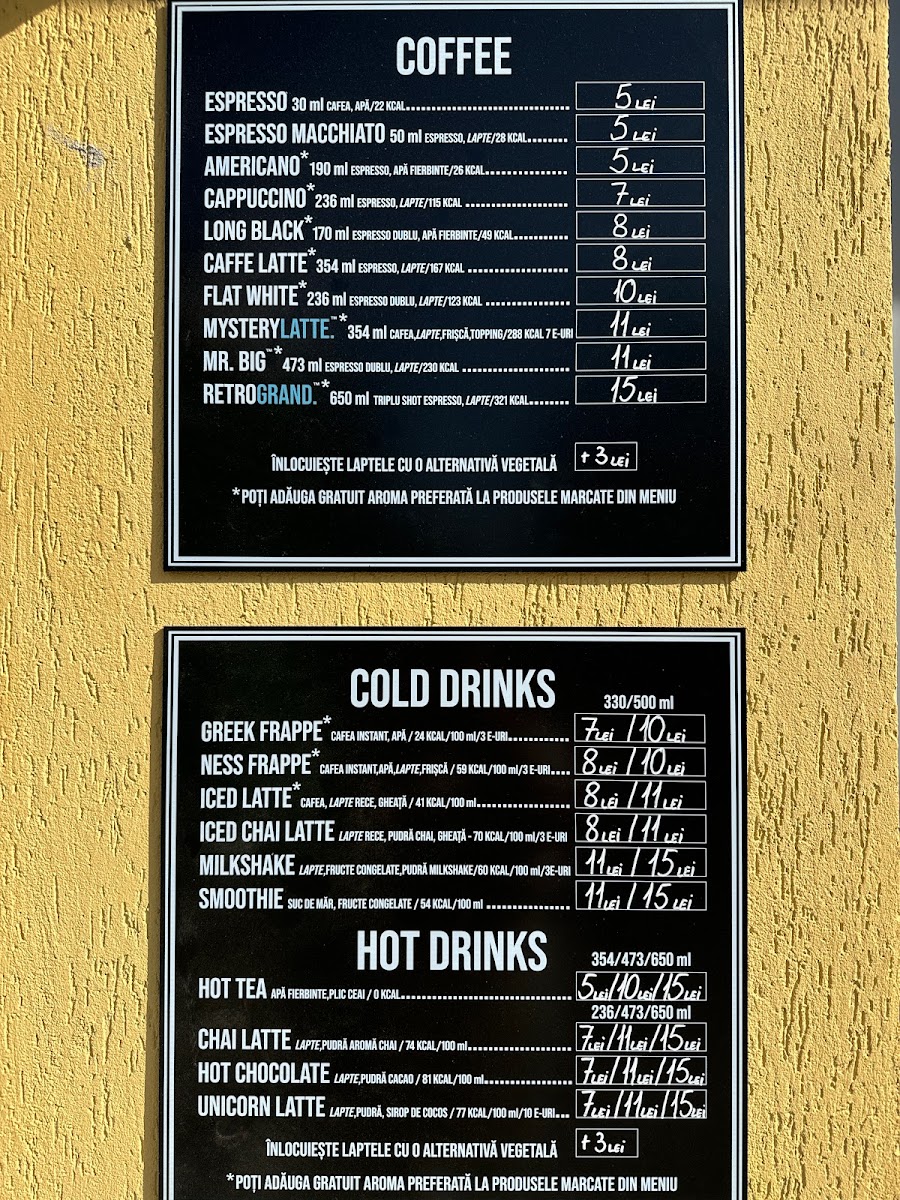 COFFEE
ESPRESSO 30 ml CAFEA, APĂ/22 KCAL.......... 5 LEI
ESPRESSO MACCHIATO 50 ml ESPRESSO, LAPTE/28 KCAL........ 5 LEI
AMERICANO* 190 ml ESPRESSO, APĂ FIERBINTE/26 KCAL.......... 5 LEI
CAPPUCCINO* 236 ml ESPRESSO, LAPTE/115 KCAL .......... 7 LEI
LONG BLACK* 170 ml ESPRESSO DUBLU, APĂ FIERBINTE/49 KCAL.......... 8 LEI
CAFFE LATTE* 354 ml ESPRESSO, LAPTE/167 KCAL .......... 8 LEI
FLAT WHITE* 236 ml ESPRESSO DUBLU, LAPTE/123 KCAL .......... 10 LEI
MYSTERYLATTE.™* 354 ml CAFEA,LAPTE,FRIȘCĂ,TOPPING/288 KCAL 7 E-URI 11 LEI
MR. BIG™* 473 ml ESPRESSO DUBLU, LAPTE/230 KCAL .......... 11 LEI
RETROGRAND.™* 650 ml TRIPLU SHOT ESPRESSO, LAPTE/321 KCAL........ 15 LEI
ÎNLOCUIEȘTE LAPTELE CU O ALTERNATIVĂ VEGETALĂ +3 LEI
*POȚI ADĂUGA GRATUIT AROMA PREFERATĂ LA PRODUSELE MARCATE DIN MENIU
COLD DRINKS
330/500 ml
GREEK FRAPPE* CAFEA INSTANT, APĂ / 24 KCAL/100 ml/3 E-URI.......... 7 LEI / 10 LEI
NESS FRAPPE* CAFEA INSTANT,APĂ,LAPTE,FRIȘCĂ / 59 KCAL/100 ml/3 E-URI.... 8 LEI / 10 LEI
ICED LATTE* CAFEA, LAPTE RECE, GHEAȚĂ / 41 KCAL/100 ml.......... 8 LEI / 11 LEI
ICED CHAI LATTE LAPTE RECE, PUDRĂ CHAI, GHEAȚĂ - 70 KCAL/100 ml/3 E-URI 8 LEI / 11 LEI
MILKSHAKE LAPTE,FRUCTE CONGELATE,PUDRĂ MILKSHAKE/60 KCAL/100 ml/3E-URI 11 LEI / 15 LEI
SMOOTHIE SUC DE MĂR, FRUCTE CONGELATE / 54 KCAL/100 ml .......... 11 LEI / 15 LEI
HOT DRINKS
354/473/650 ml
HOT TEA APĂ FIERBINTE,PLIC CEAI / 0 KCAL.......... 5 LEI/10 LEI/15 LEI
236/473/650 ml
CHAI LATTE LAPTE,PUDRĂ AROMĂ CHAI / 74 KCAL/100 ml.......... 7 LEI/11 LEI/15 LEI
HOT CHOCOLATE LAPTE,PUDRĂ CACAO / 81 KCAL/100 ml.......... 7 LEI/11 LEI/15 LEI
UNICORN LATTE LAPTE,PUDRĂ, SIROP DE COCOS / 77 KCAL/100 ml/10 E-URI... 7 LEI/11 LEI/15 LEI
ÎNLOCUIEȘTE LAPTELE CU O ALTERNATIVĂ VEGETALĂ +3 LEI
*POȚI ADĂUGA GRATUIT AROMA PREFERATĂ LA PRODUSELE MARCATE DIN MENIU